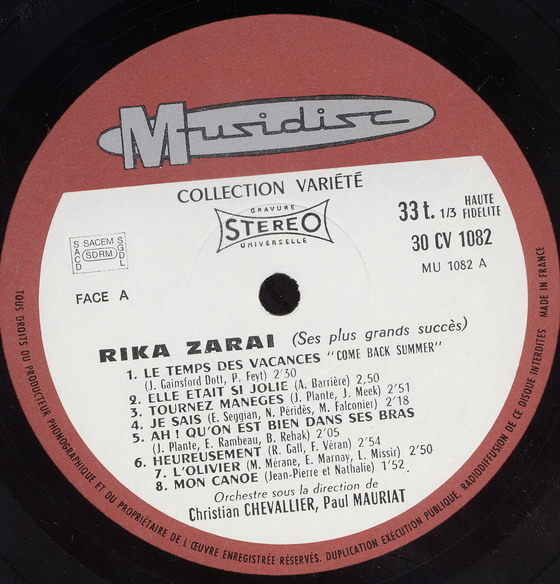 Musidisc
COLLECTION VARIÉTÉ
GRAVURE
STEREO
UNIVERSELLE
33 t. 1/3 HAUTE FIDELITE
30 CV 1082
MU 1082 A
SACD SACEM SDRM SGDL
FACE A
RIKA ZARAI (Ses plus grands succès)
1. LE TEMPS DES VACANCES "COME BACK SUMMER"
(J. Gainsford Dott, P. Feyt) 2'30
2. ELLE ETAIT SI JOLIE (A. Barrière) 2,50
3. TOURNEZ MANEGES (J. Plante, J. Meek) 2'51
4. JE SAIS (E. Seggian, N. Péridès, M. Falconier) 2'18
5. AH ! QU'ON EST BIEN DANS SES BRAS
(J. Plante, E. Rambeau, B. Rehak) 2'05
6. HEUREUSEMENT (R. Gall, F. Véran) 2'54
7. L'OLIVIER (M. Mérane, E. Marnay, L. Missir) 2'50
8. MON CANOE (Jean-Pierre et Nathalie) 1'52.
Orchestre sous la direction de
Christian CHEVALLIER, Paul MAURIAT
TOUS DROITS DU PRODUCTEUR PHONOGRAPHIQUE ET DU PROPRIÉTAIRE DE L'ŒUVRE ENREGISTRÉE RÉSERVÉS. DUPLICATION EXÉCUTION PUBLIQUE, RADIODIFFUSION DE CE DISQUE INTERDITES MADE IN FRANCE